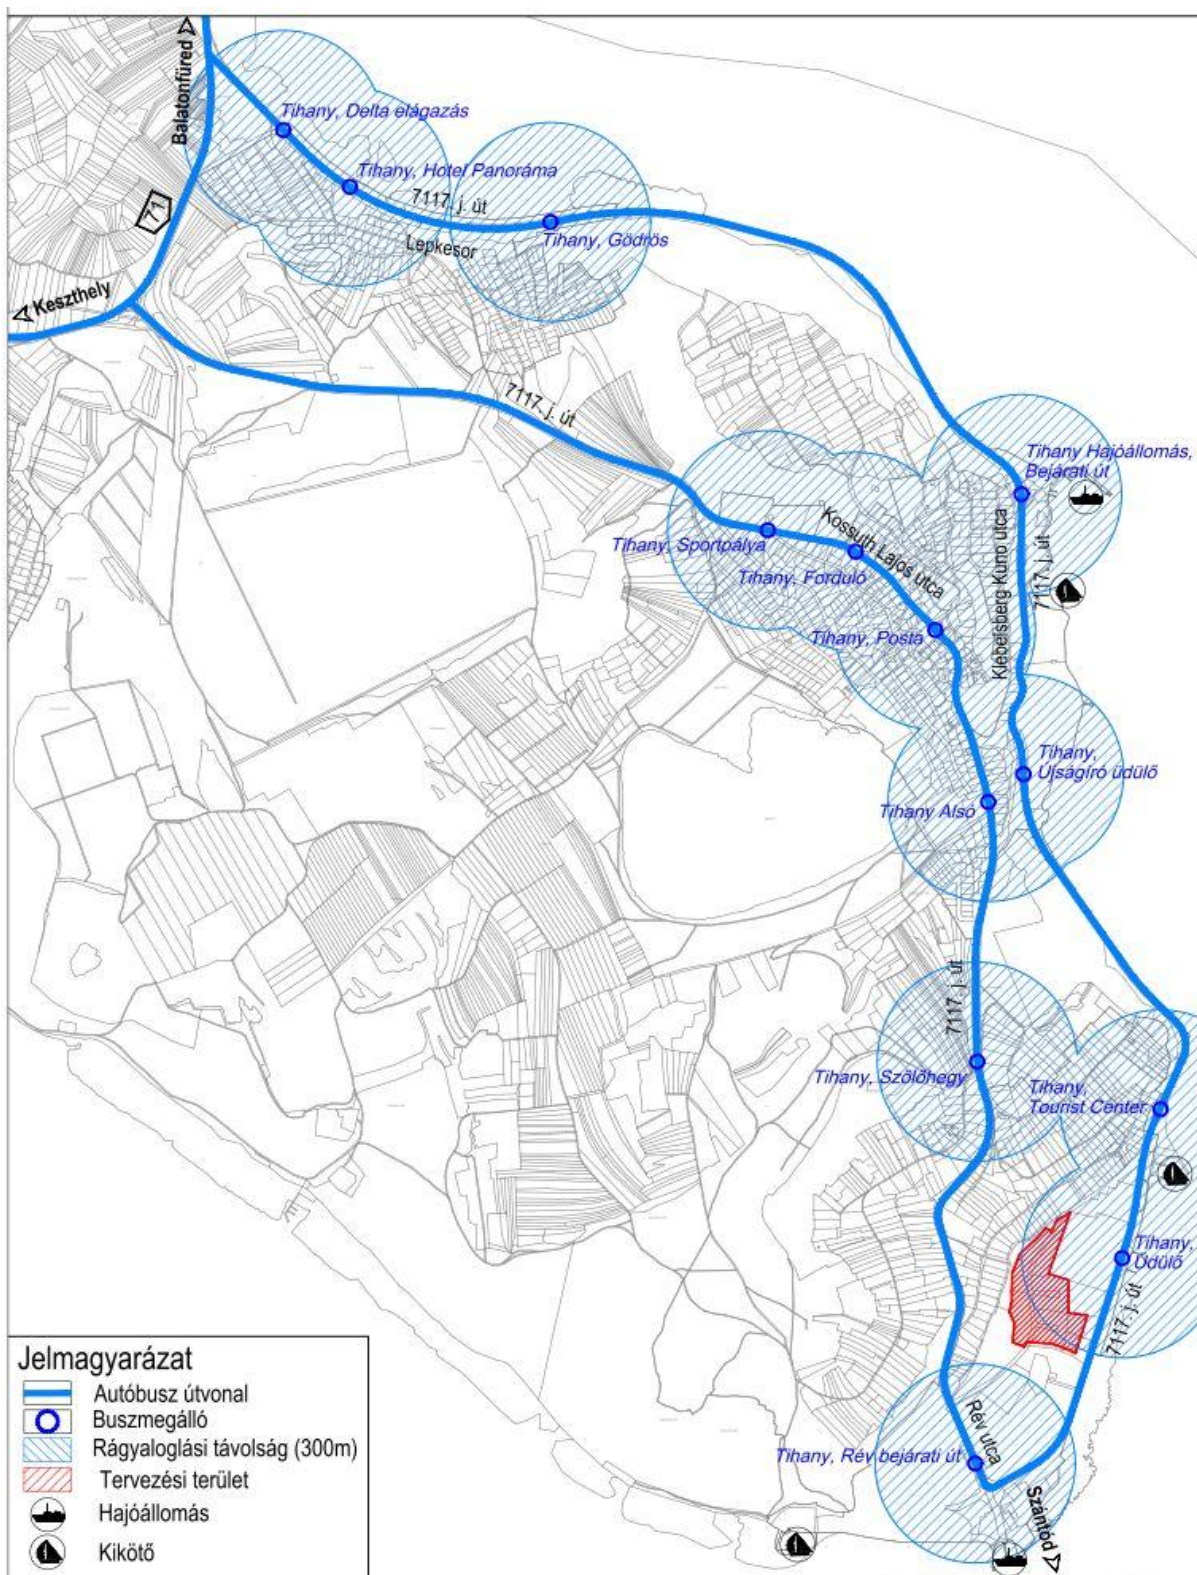 Balatonfüred
Tihany, Delta elágazás
Tihany, Hotel Panoráma
7117. j. út
71
Lepkesor
Tihany, Gödrös
Keszthely
7117. j. út
Tihany Hajóállomás,
Bejárati út
Tihany, Sportpálya
Kossuth Lajos utca
Tihany, Forduló
Klebelsberg Kuno utca
7117. j. út
Tihany, Posta
Tihany,
Újságíró üdülő
Tihany Alsó
7117. j. út
Tihany, Szőlőhegy
Tihany,
Tourist Center
Tihany,
Üdülő
7117. j. út
Rév utca
Tihany, Rév bejárati út
Szántód
Jelmagyarázat
Autóbusz útvonal
Buszmegálló
Rágyaloglási távolság (300m)
Tervezési terület
Hajóállomás
Kikötő